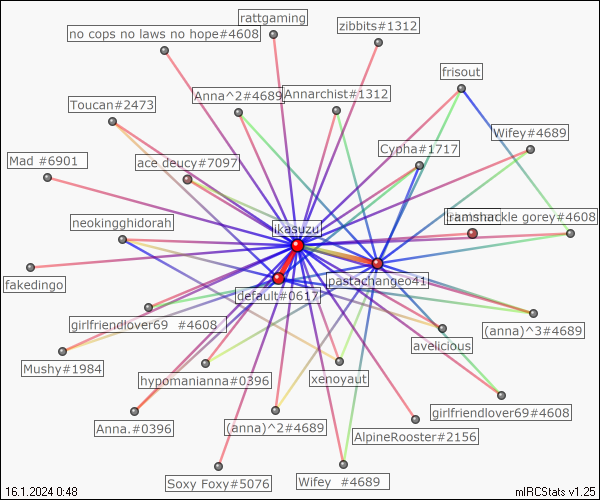 rattgaming
zibbits#1312
no cops no laws no hope#4608
frisout
Anna^2#4689
Annarchist#1312
Toucan#2473
Wifey#4689
Cypha#1717
Mad #6901
ace deucy#7097
ramshackle gorey#4608
neokingghidorah
ikasuzu
fakedingo
pastachangeo41
default#0617
girlfriendlover69 #4608
(anna)^3#4689
avelicious
Mushy#1984
hypomanianna#0396
xenoyaut
girlfriendlover69#4608
Anna.#0396
(anna)^2#4689
AlpineRooster#2156
Soxy Foxy#5076
Wifey #4689
16.1.2024 0:48
mIRCStats v1.25